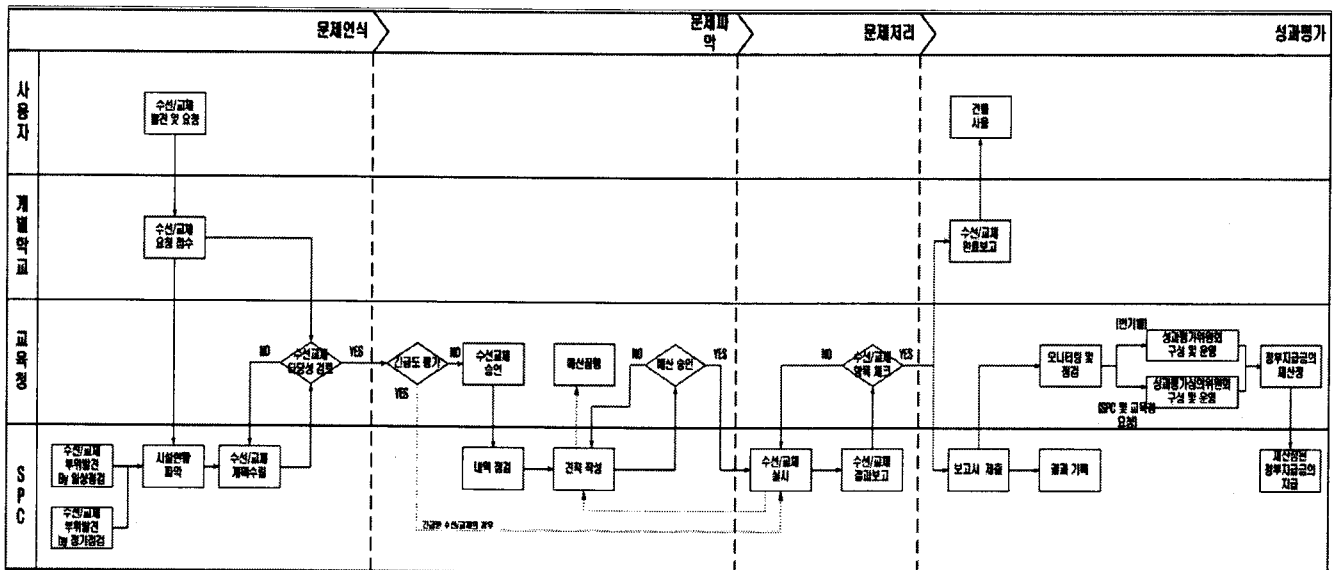 문제인식
문제파
악
문제처리
성과평가
사
용
자
수선/교체
발견 및 요청
건물
사용
개
별
학
교
수선/교체
요청 접수
수선/교체
완료보고
교
육
청
NO
수선교체
타당성 검토
YES
긴급도 평가
NO
YES
수선교체
승인
예산집행
NO
예산 승인
YES
NO
수선/교체
항목 체크
YES
모니터링 및
점검
[반기별]
성과평가위원회
구성 및 운영
성과평가심의위원회
구성 및 운영
[SPC 및 교육청
요청]
정부지급금의
재산정
S
P
C
수선/교체
부위발견
By 일상점검
수선/교체
부위발견
by 정기점검
시설현황
파악
수선/교체
계획수립
내역 점검
견적 작성
수선/교체
실시
수선/교체
결과보고
보고서 제출
결과 기록
재산정된
정부지급금의
지급
긴급한 수선/교체의 경우